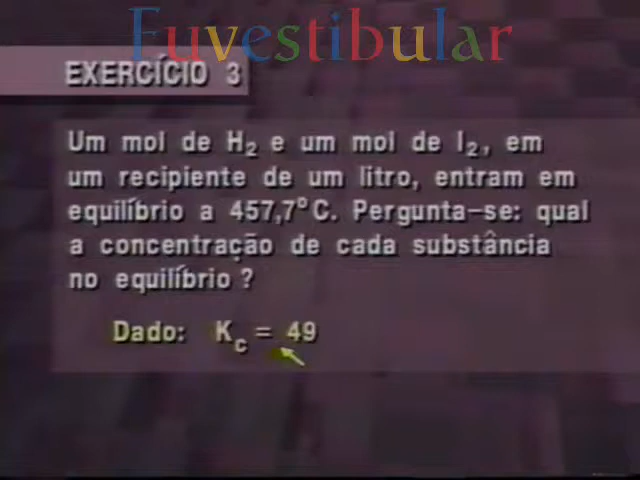 Fuvestibular
EXERCÍCIO 3
Um mol de H₂ e um mol de I₂, em
um recipiente de um litro, entram em
equilíbrio a 457,7°C. Pergunta-se: qual
a concentração de cada substância
no equilíbrio?
Dado: Kc = 49